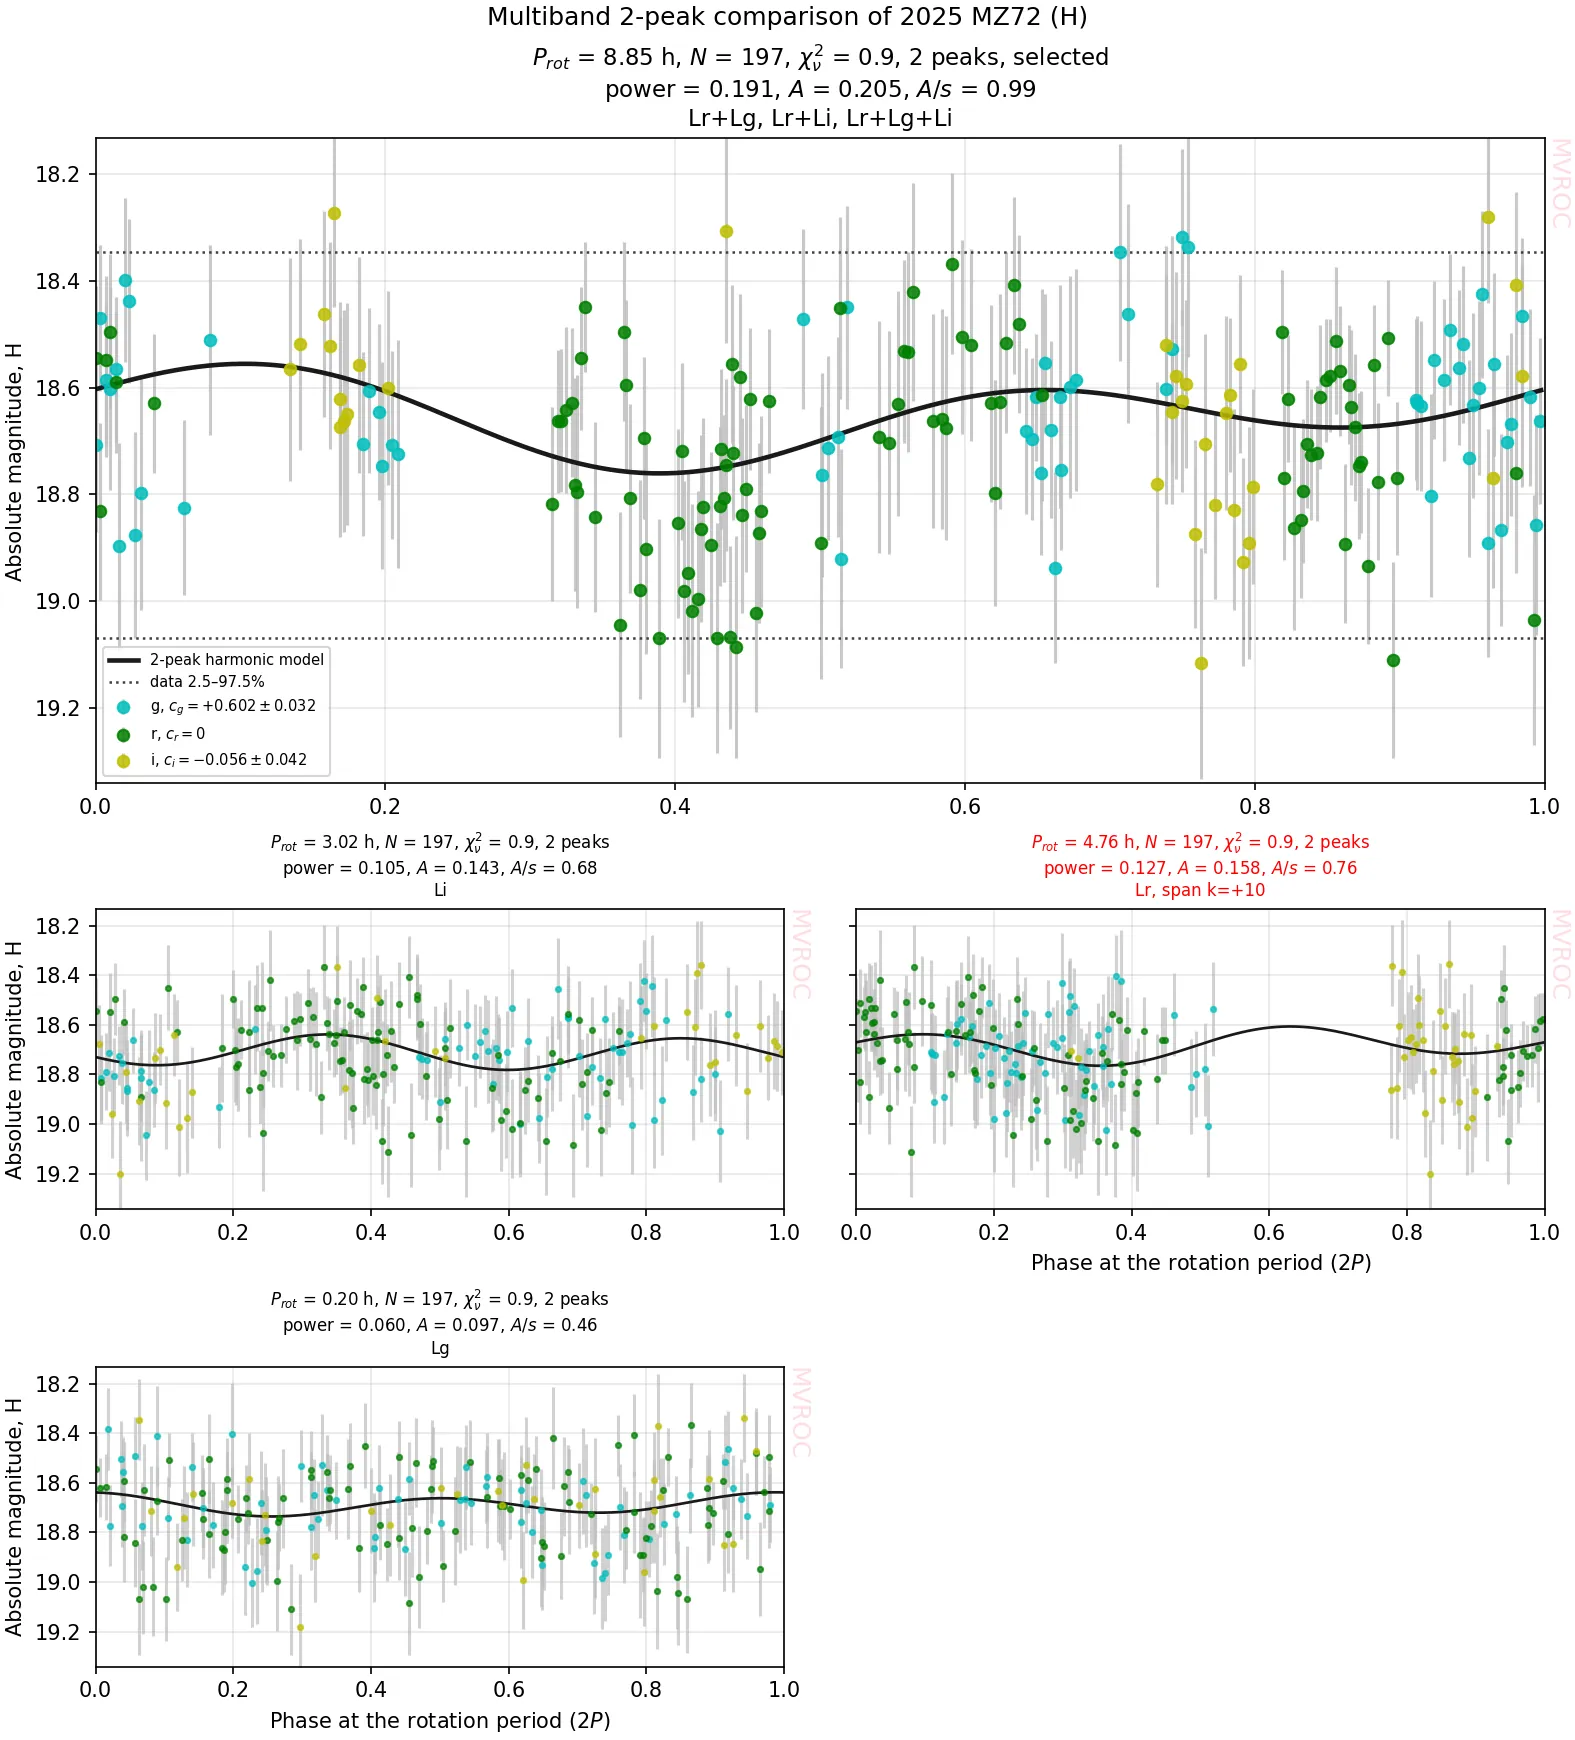 Multiband 2-peak comparison of 2025 MZ72 (H)
P_rot = 8.85 h, N = 197, χ²_ν = 0.9, 2 peaks, selected
power = 0.191, A = 0.205, A/s = 0.99
Lr+Lg, Lr+Li, Lr+Lg+Li
MVROC
Absolute magnitude, H
18.2
18.4
18.6
18.8
19.0
19.2
2-peak harmonic model
data 2.5–97.5%
g, c_g = +0.602 ± 0.032
r, c_r = 0
i, c_i = −0.056 ± 0.042
0.0 0.2 0.4 0.6 0.8 1.0
P_rot = 3.02 h, N = 197, χ²_ν = 0.9, 2 peaks
power = 0.105, A = 0.143, A/s = 0.68
Li
MVROC
Absolute magnitude, H
18.2
18.4
18.6
18.8
19.0
19.2
0.0 0.2 0.4 0.6 0.8 1.0
P_rot = 4.76 h, N = 197, χ²_ν = 0.9, 2 peaks
power = 0.127, A = 0.158, A/s = 0.76
Lr, span k=+10
MVROC
0.0 0.2 0.4 0.6 0.8 1.0
Phase at the rotation period (2P)
P_rot = 0.20 h, N = 197, χ²_ν = 0.9, 2 peaks
power = 0.060, A = 0.097, A/s = 0.46
Lg
MVROC
Absolute magnitude, H
18.2
18.4
18.6
18.8
19.0
19.2
0.0 0.2 0.4 0.6 0.8 1.0
Phase at the rotation period (2P)